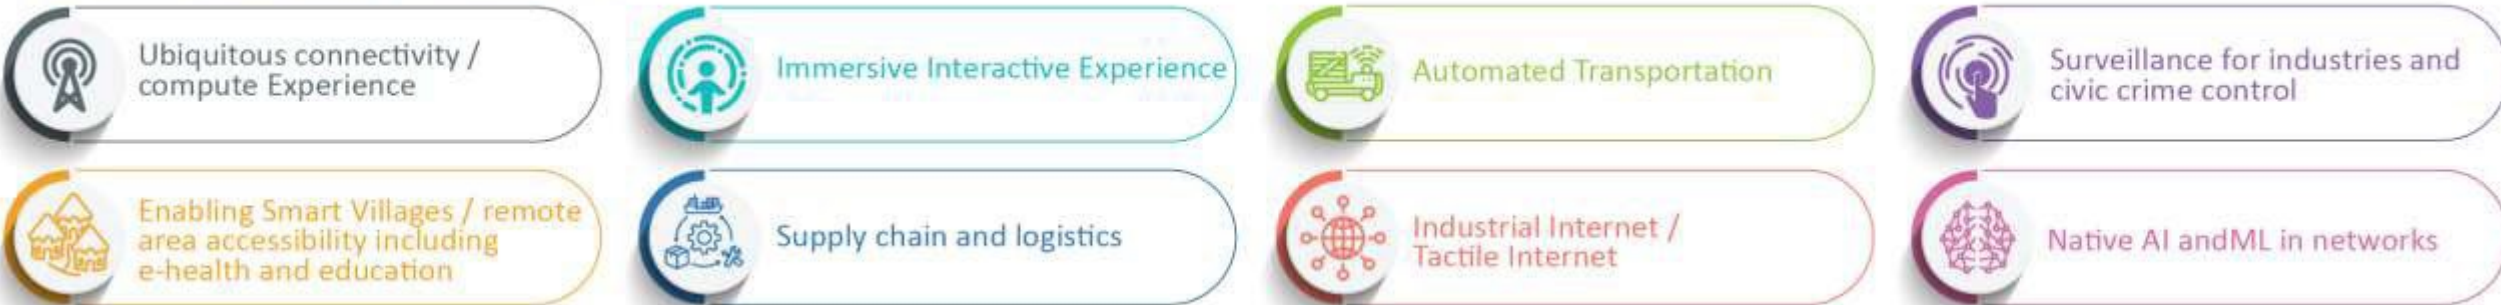 Ubiquitous connectivity /
compute Experience
Immersive Interactive Experience
Automated Transportation
Surveillance for industries and
civic crime control
Enabling Smart Villages / remote
area accessibility including
e-health and education
Supply chain and logistics
Industrial Internet /
Tactile Internet
Native AI andML in networks